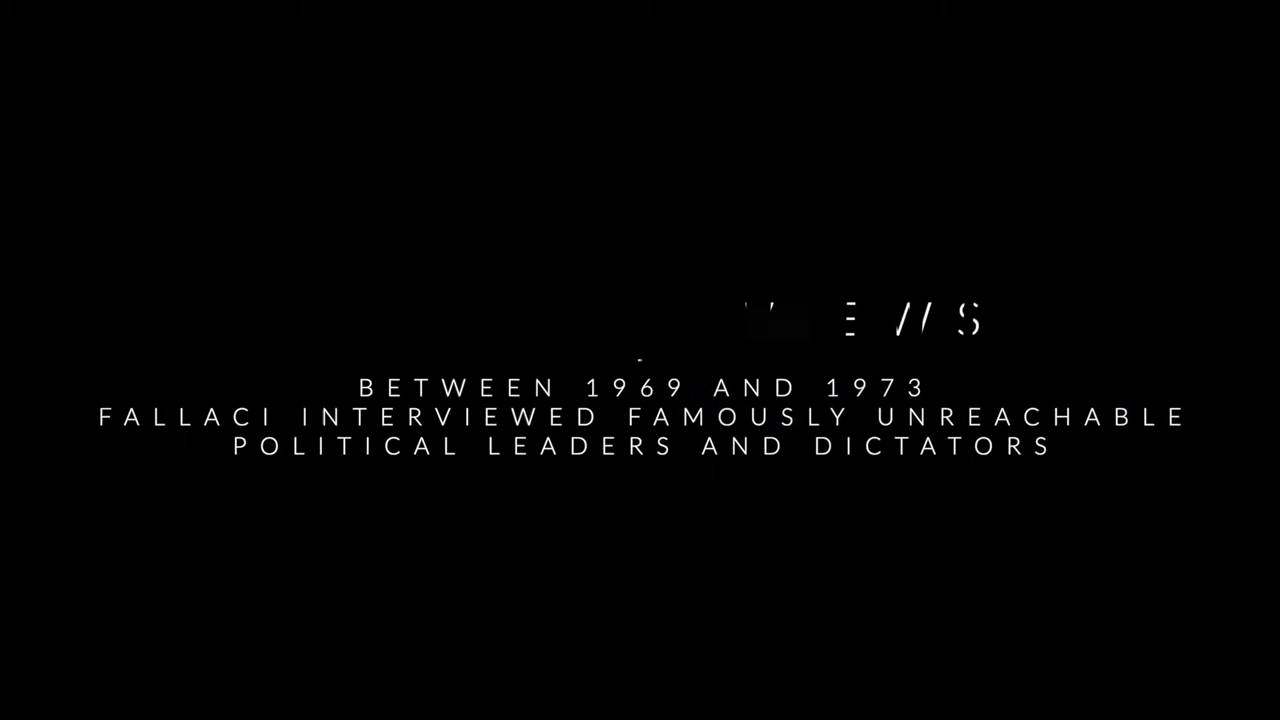 BETWEEN 1969 AND 1973
FALLACI INTERVIEWED FAMOUSLY UNREACHABLE
POLITICAL LEADERS AND DICTATORS